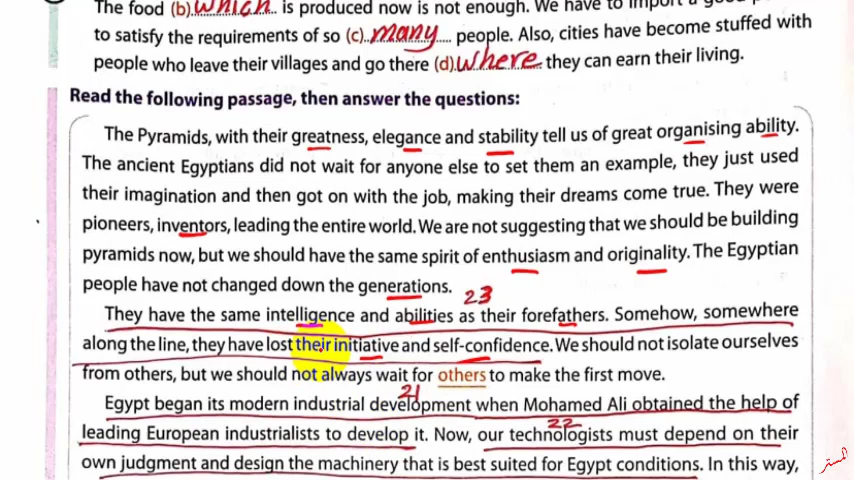 The food (b) which is produced now is not enough. We have to import a good
to satisfy the requirements of so (c) many people. Also, cities have become stuffed with
people who leave their villages and go there (d) where they can earn their living.
Read the following passage, then answer the questions:
The Pyramids, with their greatness, elegance and stability tell us of great organising ability.
The ancient Egyptians did not wait for anyone else to set them an example, they just used
their imagination and then got on with the job, making their dreams come true. They were
pioneers, inventors, leading the entire world. We are not suggesting that we should be building
pyramids now, but we should have the same spirit of enthusiasm and originality. The Egyptian
people have not changed down the generations.
23
They have the same intelligence and abilities as their forefathers. Somehow, somewhere
along the line, they have lost their initiative and self-confidence. We should not isolate ourselves
from others, but we should not always wait for others to make the first move.
21
Egypt began its modern industrial development when Mohamed Ali obtained the help of
22
leading European industrialists to develop it. Now, our technologists must depend on their
own judgment and design the machinery that is best suited for Egypt conditions. In this way,